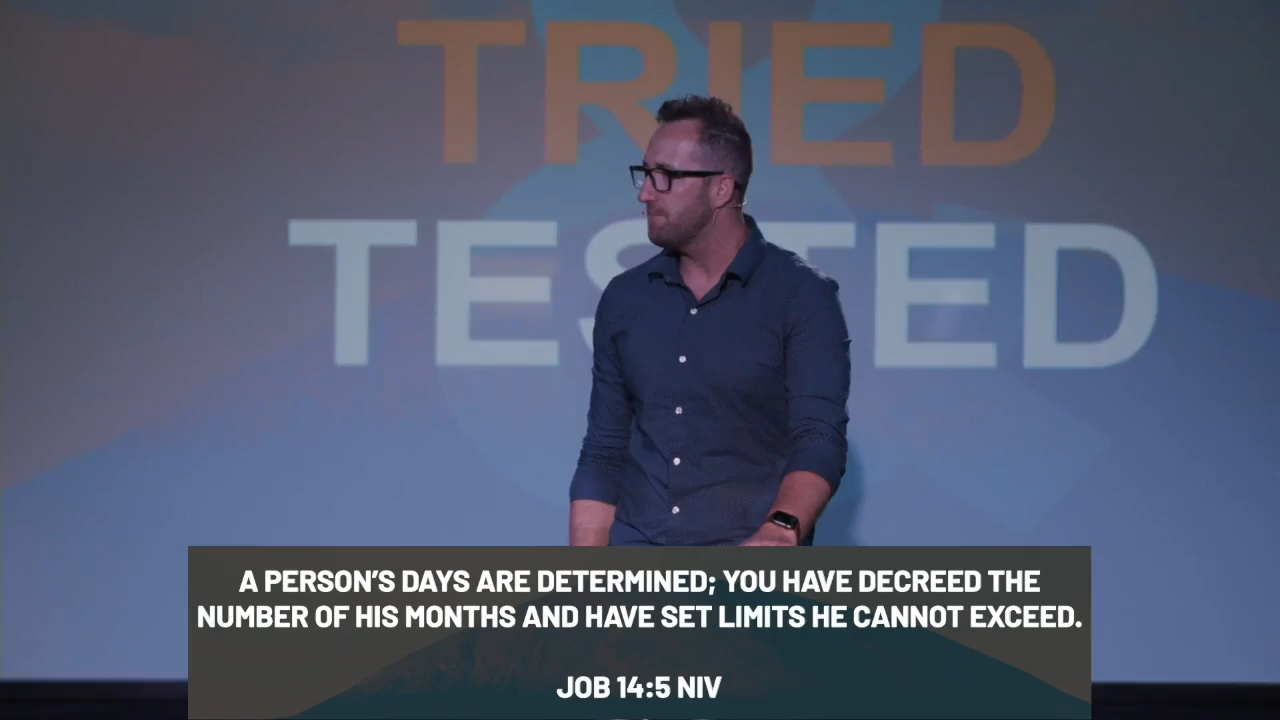 TRIED
TESTED
A PERSON'S DAYS ARE DETERMINED; YOU HAVE DECREED THE
NUMBER OF HIS MONTHS AND HAVE SET LIMITS HE CANNOT EXCEED.
JOB 14:5 NIV